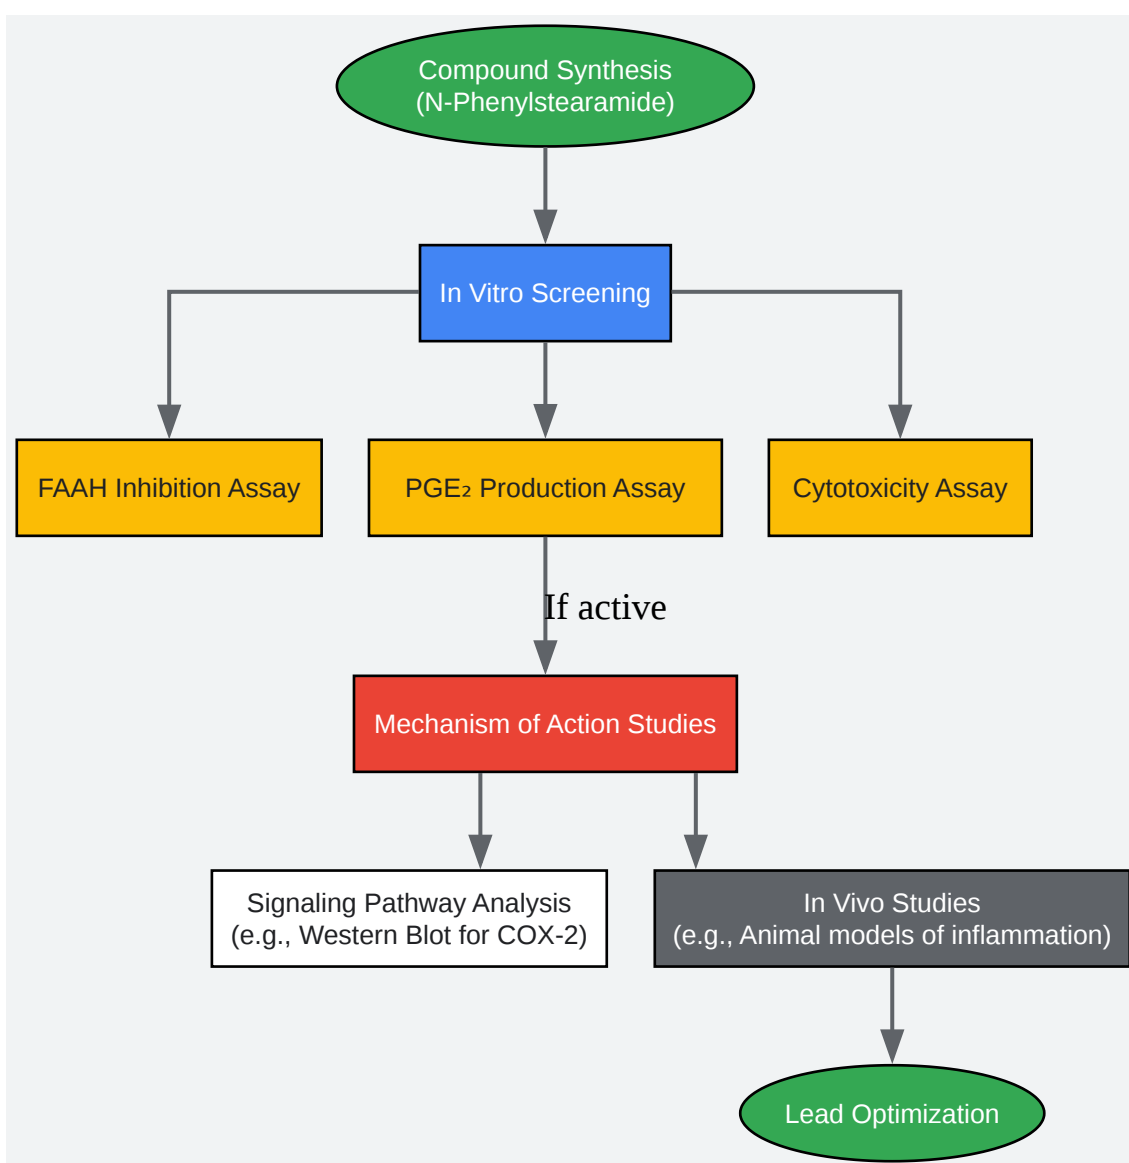 Compound Synthesis
(N-Phenylstearamide)
In Vitro Screening
FAAH Inhibition Assay
PGE₂ Production Assay
Cytotoxicity Assay
If active
Mechanism of Action Studies
Signaling Pathway Analysis
(e.g., Western Blot for COX-2)
In Vivo Studies
(e.g., Animal models of inflammation)
Lead Optimization